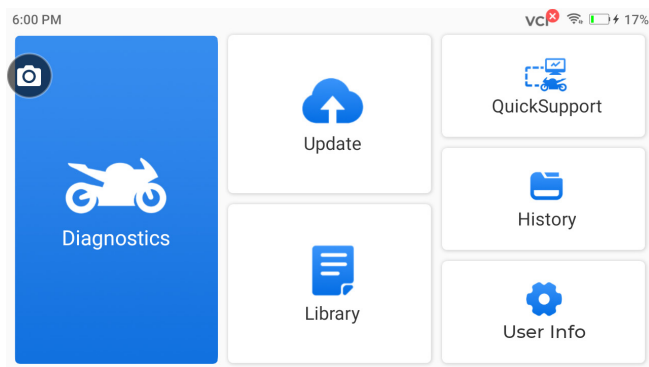 6:00 PM
VCI
17%
Diagnostics
Update
Library
QuickSupport
History
User Info